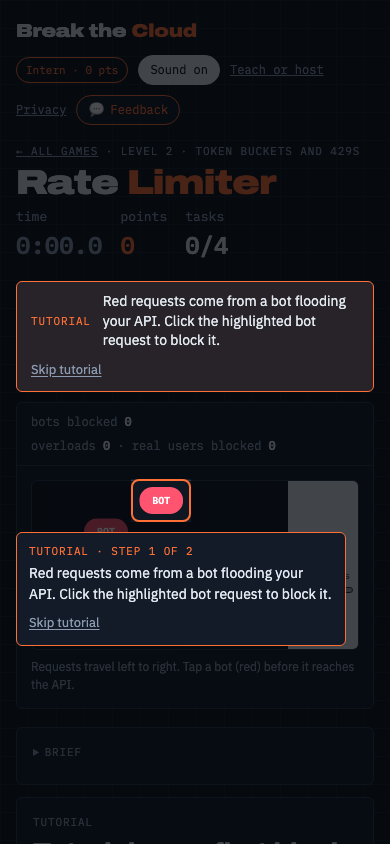 Break the Cloud
Intern · 0 pts
Sound on
Teach or host
Privacy
💬 Feedback
← ALL GAMES · LEVEL 2 · TOKEN BUCKETS AND 429S
Rate Limiter
time points tasks
0:00.0 0 0/4
TUTORIAL
Red requests come from a bot flooding
your API. Click the highlighted bot
request to block it.
Skip tutorial
bots blocked 0
overloads 0 · real users blocked 0
BOT
BOT
TUTORIAL · STEP 1 OF 2
Red requests come from a bot flooding your
API. Click the highlighted bot request to block it.
Skip tutorial
Requests travel left to right. Tap a bot (red) before it reaches
the API.
▶ BRIEF
TUTORIAL